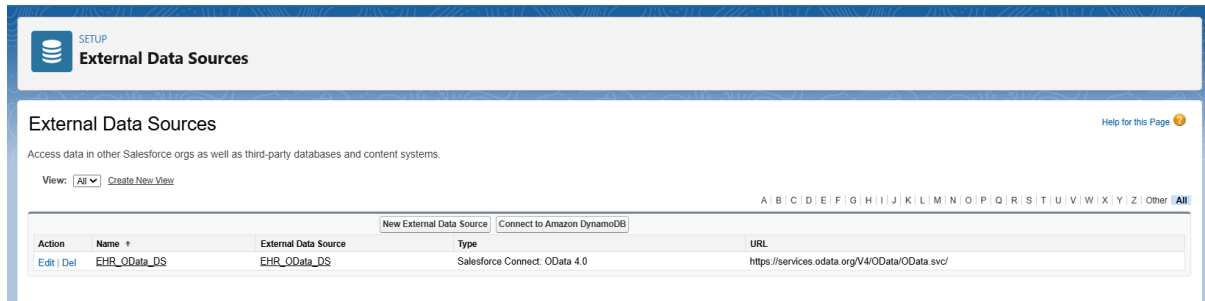 SETUP
External Data Sources
External Data Sources
Help for this Page ?
Access data in other Salesforce orgs as well as third-party databases and content systems.
View: All Create New View
A | B | C | D | E | F | G | H | I | J | K | L | M | N | O | P | Q | R | S | T | U | V | W | X | Y | Z | Other All
New External Data Source Connect to Amazon DynamoDB
Action Name ↑ External Data Source Type URL
Edit | Del EHR_OData_DS EHR_OData_DS Salesforce Connect: OData 4.0 https://services.odata.org/V4/OData/OData.svc/